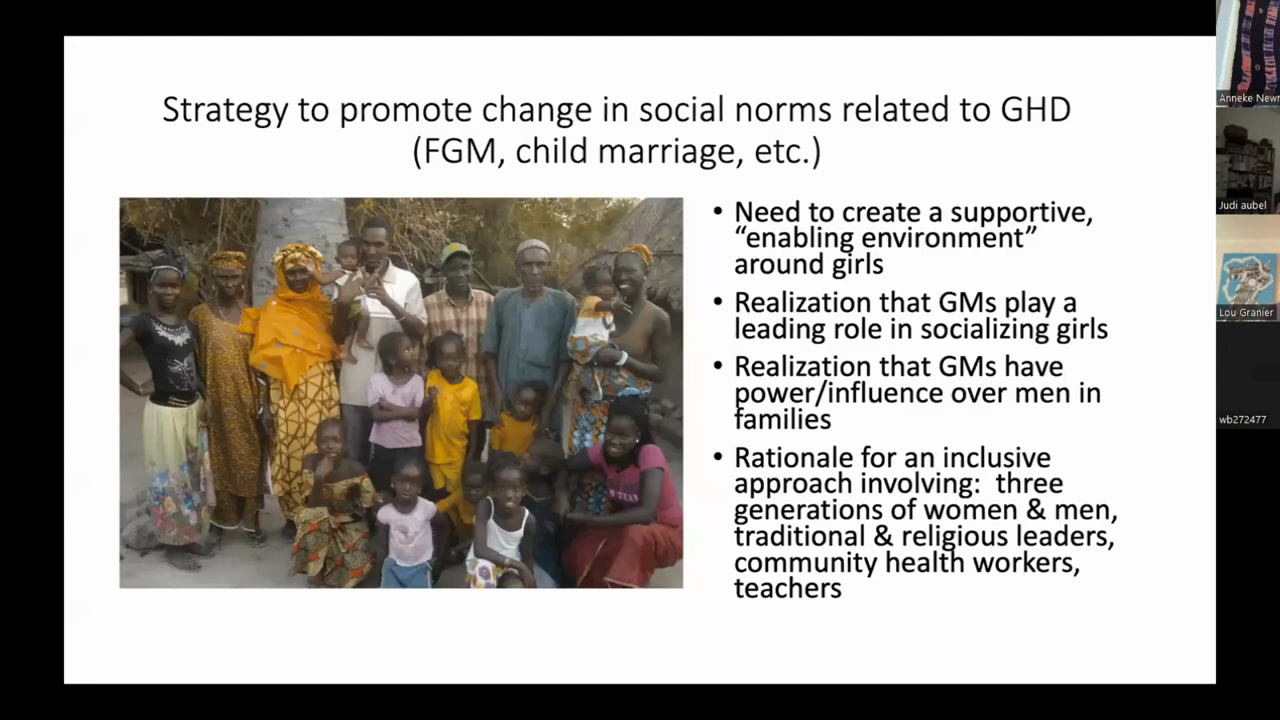 Strategy to promote change in social norms related to GHD
(FGM, child marriage, etc.)
• Need to create a supportive,
“enabling environment”
around girls
• Realization that GMs play a
leading role in socializing girls
• Realization that GMs have
power/influence over men in
families
• Rationale for an inclusive
approach involving: three
generations of women & men,
traditional & religious leaders,
community health workers,
teachers
Anneke New
Judi aubel
Lou Granier
wb272477